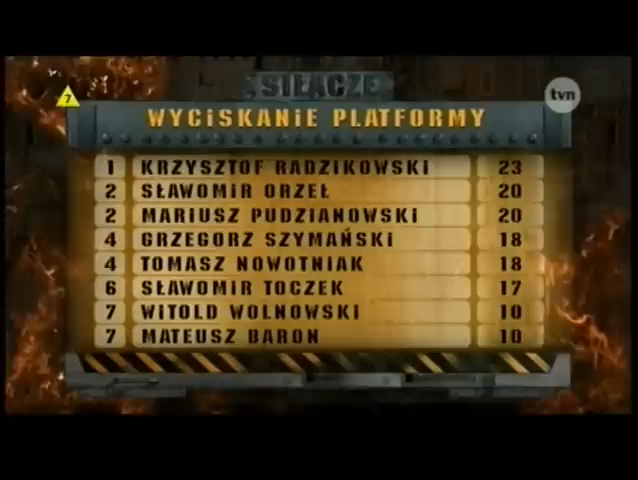 SIŁACZE
7
tvn
WYCISKANIE PLATFORMY
1 KRZYSZTOF RADZIKOWSKI 23
2 SŁAWOMIR ORZEŁ 20
2 MARIUSZ PUDZIANOWSKI 20
4 GRZEGORZ SZYMAŃSKI 18
4 TOMASZ NOWOTNIAK 18
6 SŁAWOMIR TOCZEK 17
7 WITOLD WOLNOWSKI 10
7 MATEUSZ BARON 10